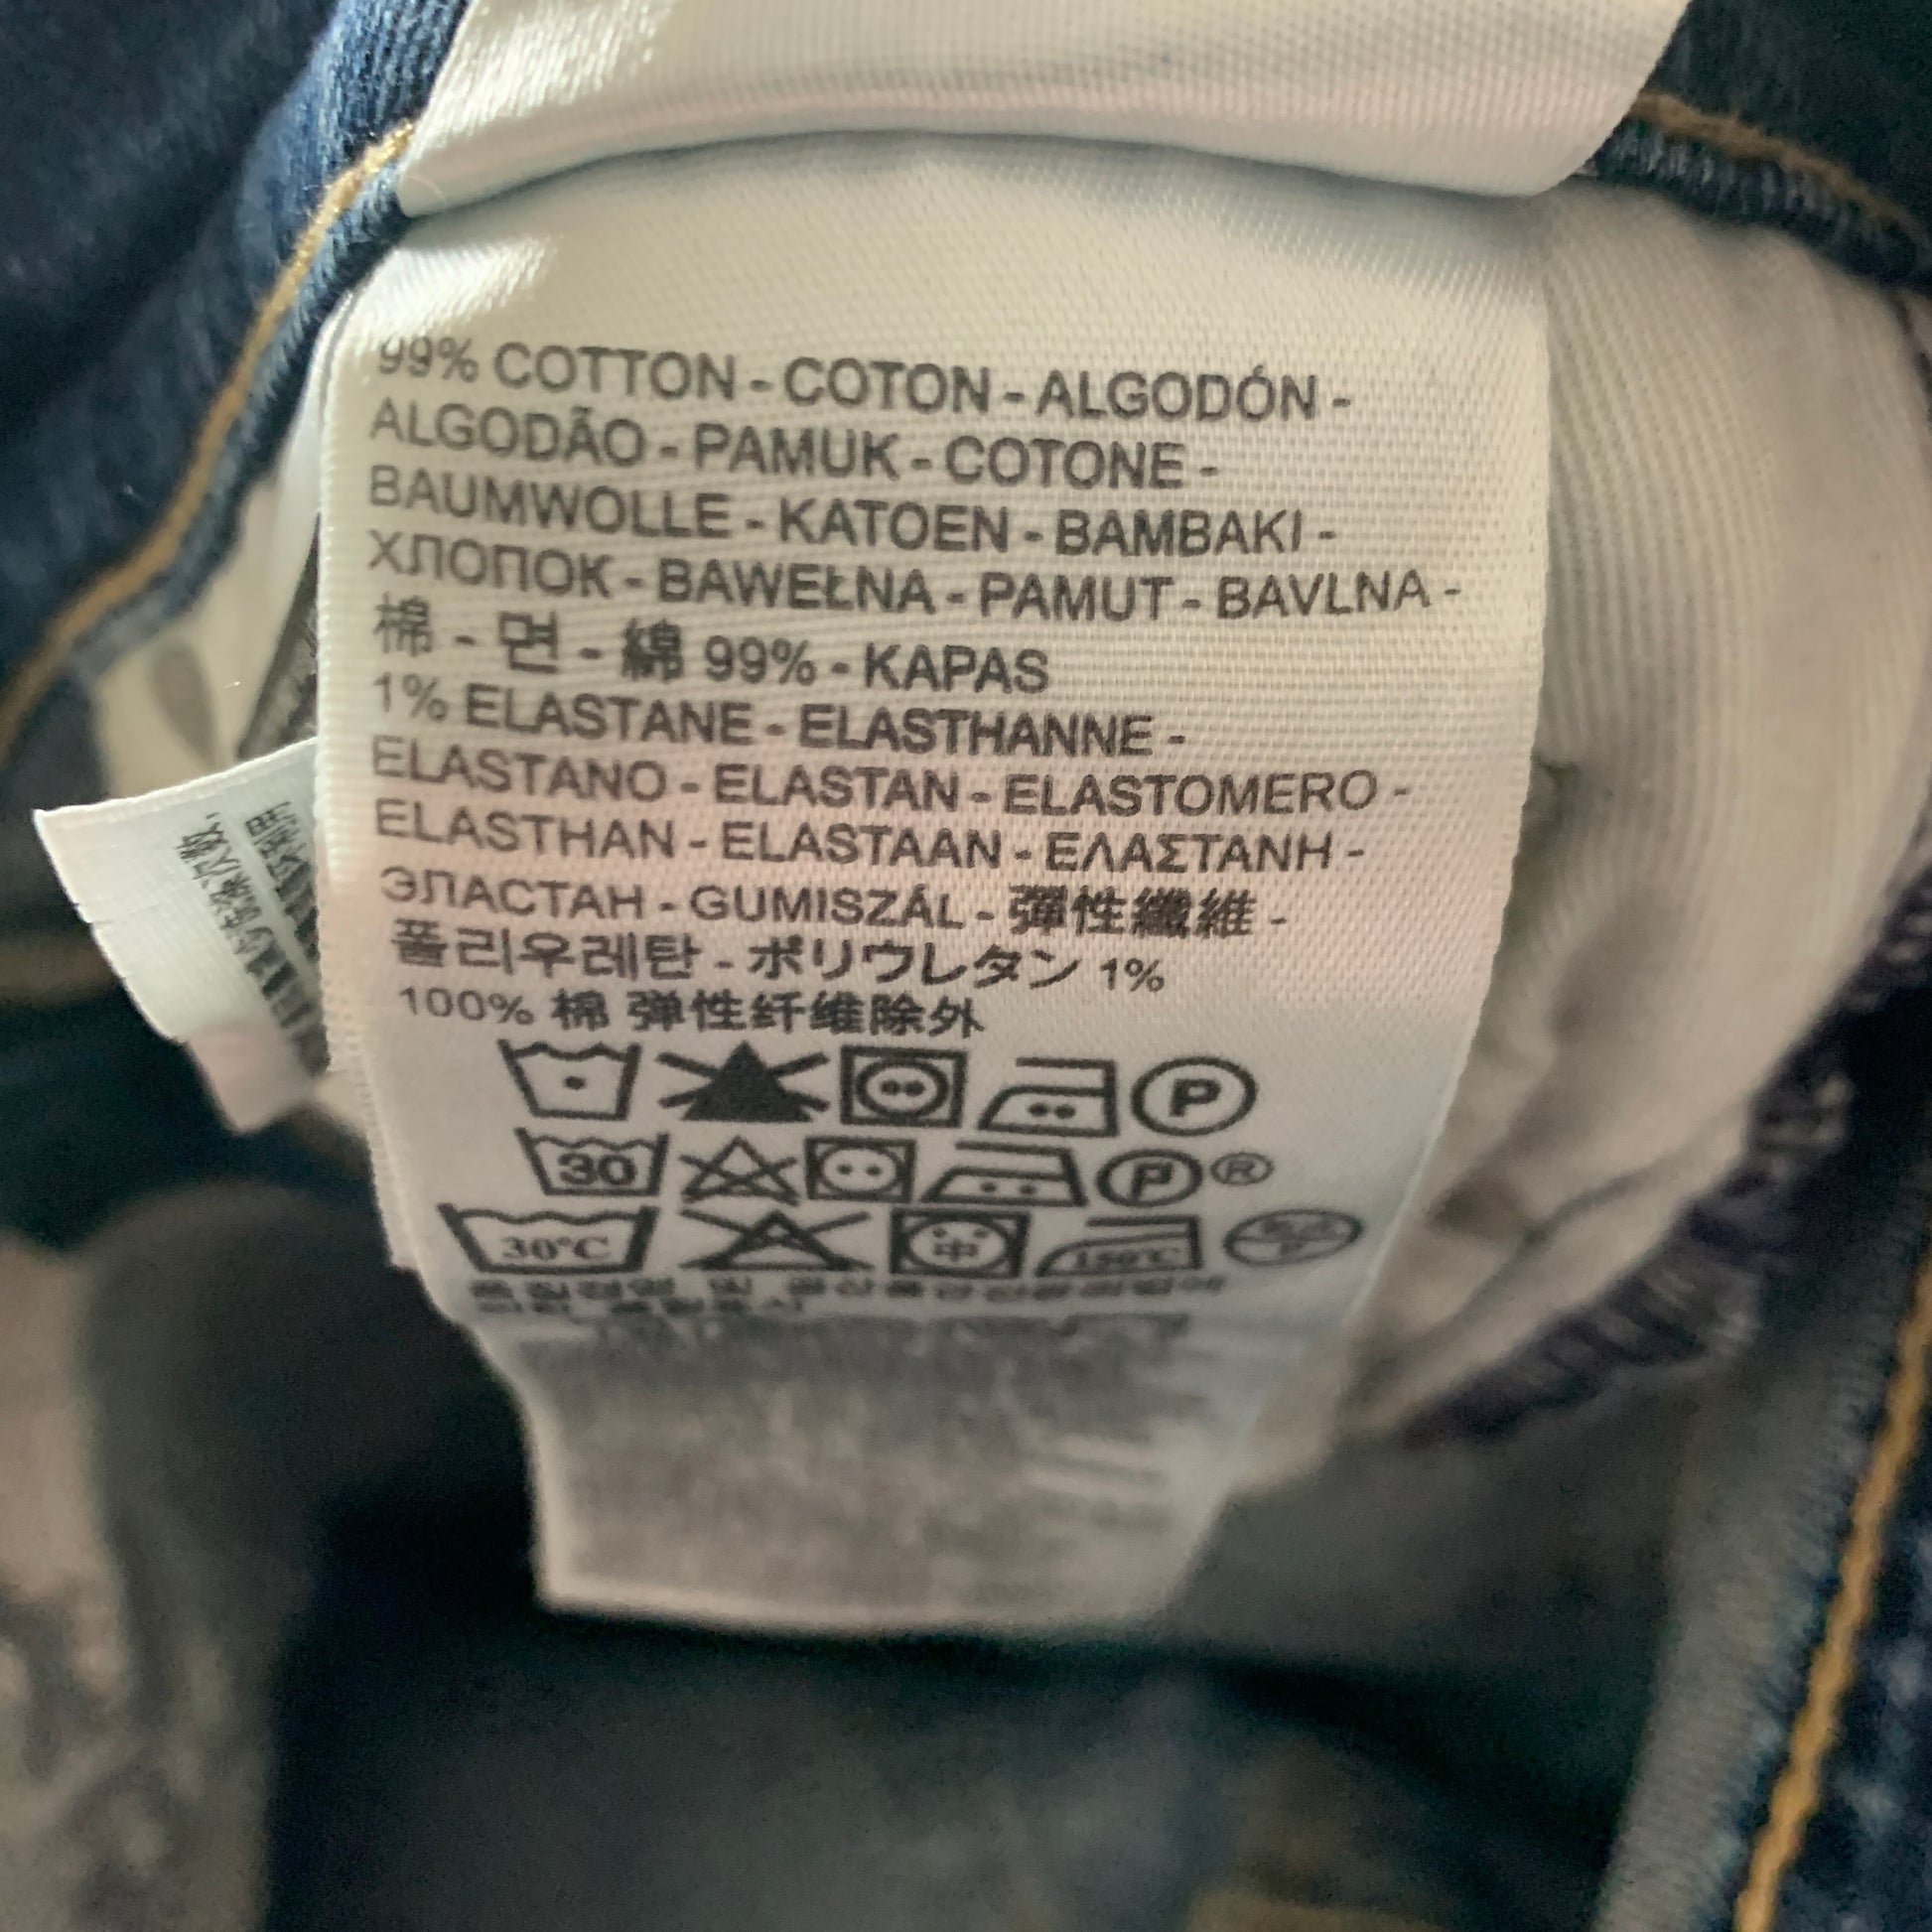 99% COTTON - COTON - ALGODÓN -
ALGODÃO - PAMUK - COTONE -
BAUMWOLLE - KATOEN - BAMBAKI -
ХЛОПОК - BAWEŁNA - PAMUT - BAVLNA -
棉 - 면 - 綿 99% - KAPAS
1% ELASTANE - ELASTHANNE -
ELASTANO - ELASTAN - ELASTOMERO -
ELASTHAN - ELASTAAN - ΕΛΑΣΤΑΝΗ -
ЭЛАСТАН - GUMISZÁL - 彈性纖維 -
폴리우레탄 - ポリウレタン 1%
100% 棉 弹性纤维除外
P
30 P ®
30°C 中 150°C